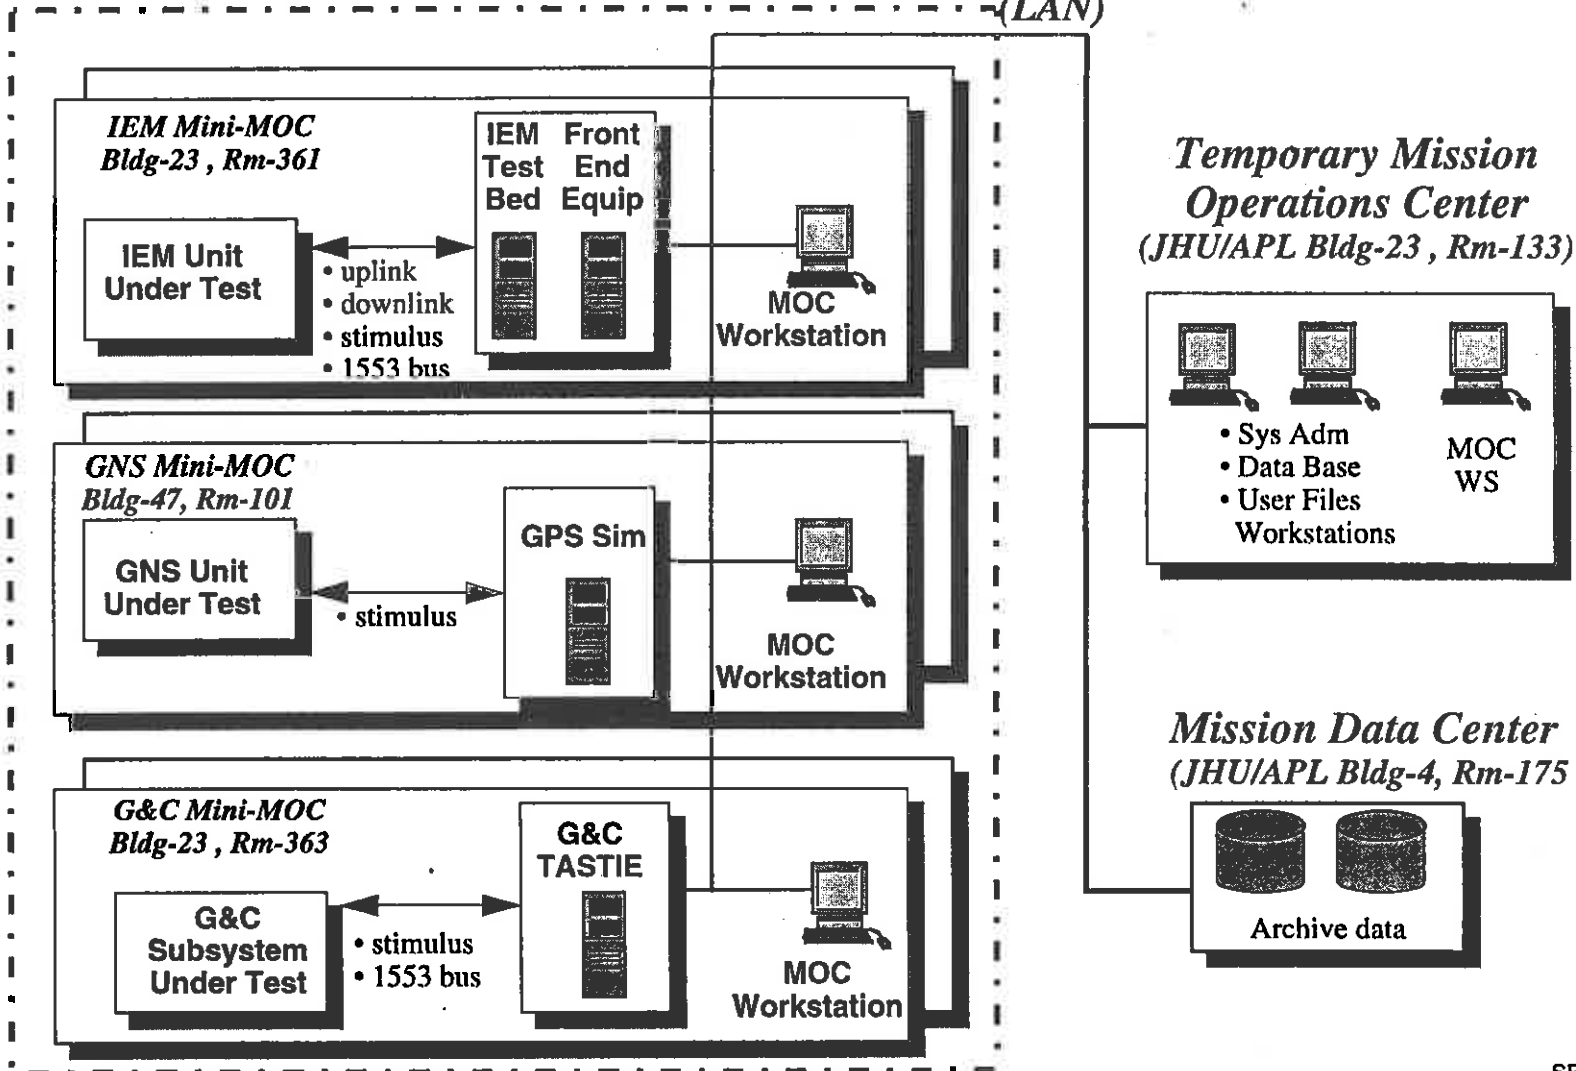 (LAN)
IEM Mini-MOC
Bldg-23 , Rm-361
IEM Unit
Under Test
• uplink
• downlink
• stimulus
• 1553 bus
IEM
Test
Bed
Front
End
Equip
MOC
Workstation
GNS Mini-MOC
Bldg-47, Rm-101
GNS Unit
Under Test
• stimulus
GPS Sim
MOC
Workstation
G&C Mini-MOC
Bldg-23 , Rm-363
G&C
Subsystem
Under Test
• stimulus
• 1553 bus
G&C
TASTIE
MOC
Workstation
Temporary Mission
Operations Center
(JHU/APL Bldg-23 , Rm-133)
• Sys Adm
• Data Base
• User Files
Workstations
MOC
WS
Mission Data Center
(JHU/APL Bldg-4, Rm-175
Archive data